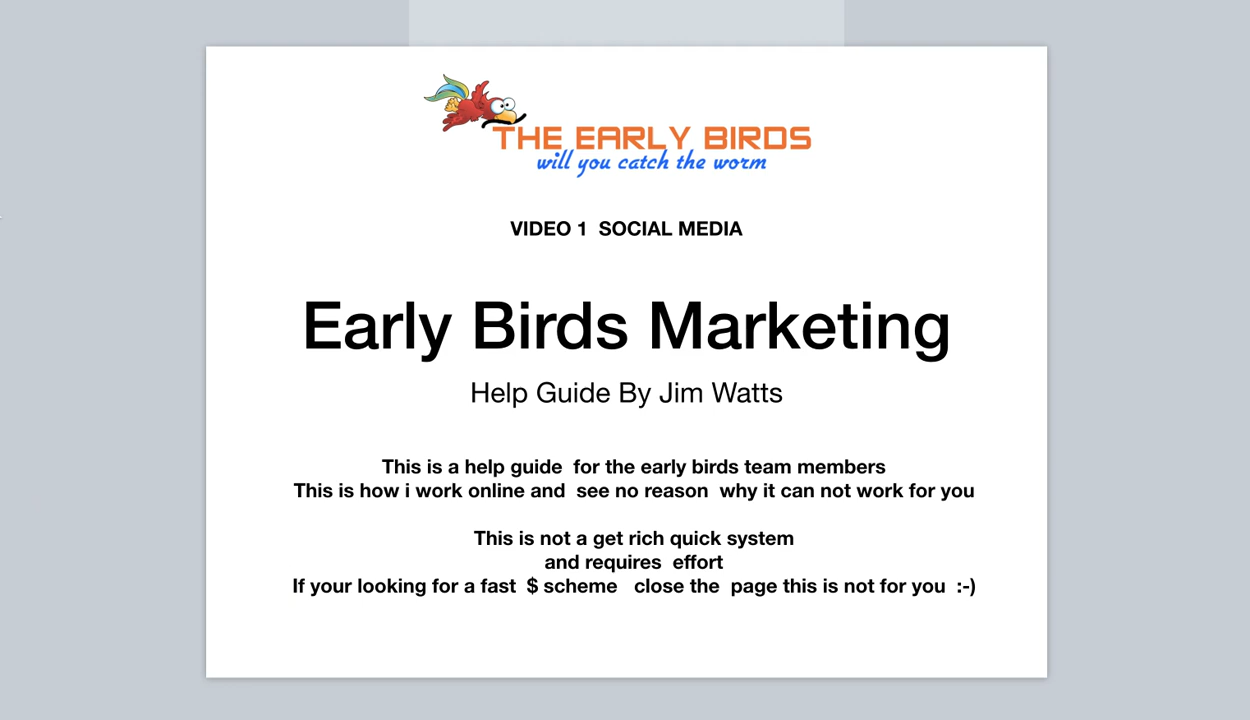 THE EARLY BIRDS
will you catch the worm
VIDEO 1  SOCIAL MEDIA
Early Birds Marketing
Help Guide By Jim Watts
This is a help guide  for the early birds team members
This is how i work online and  see no reason  why it can not work for you
This is not a get rich quick system
and requires  effort
If your looking for a fast  $ scheme   close the  page this is not for you  :-)